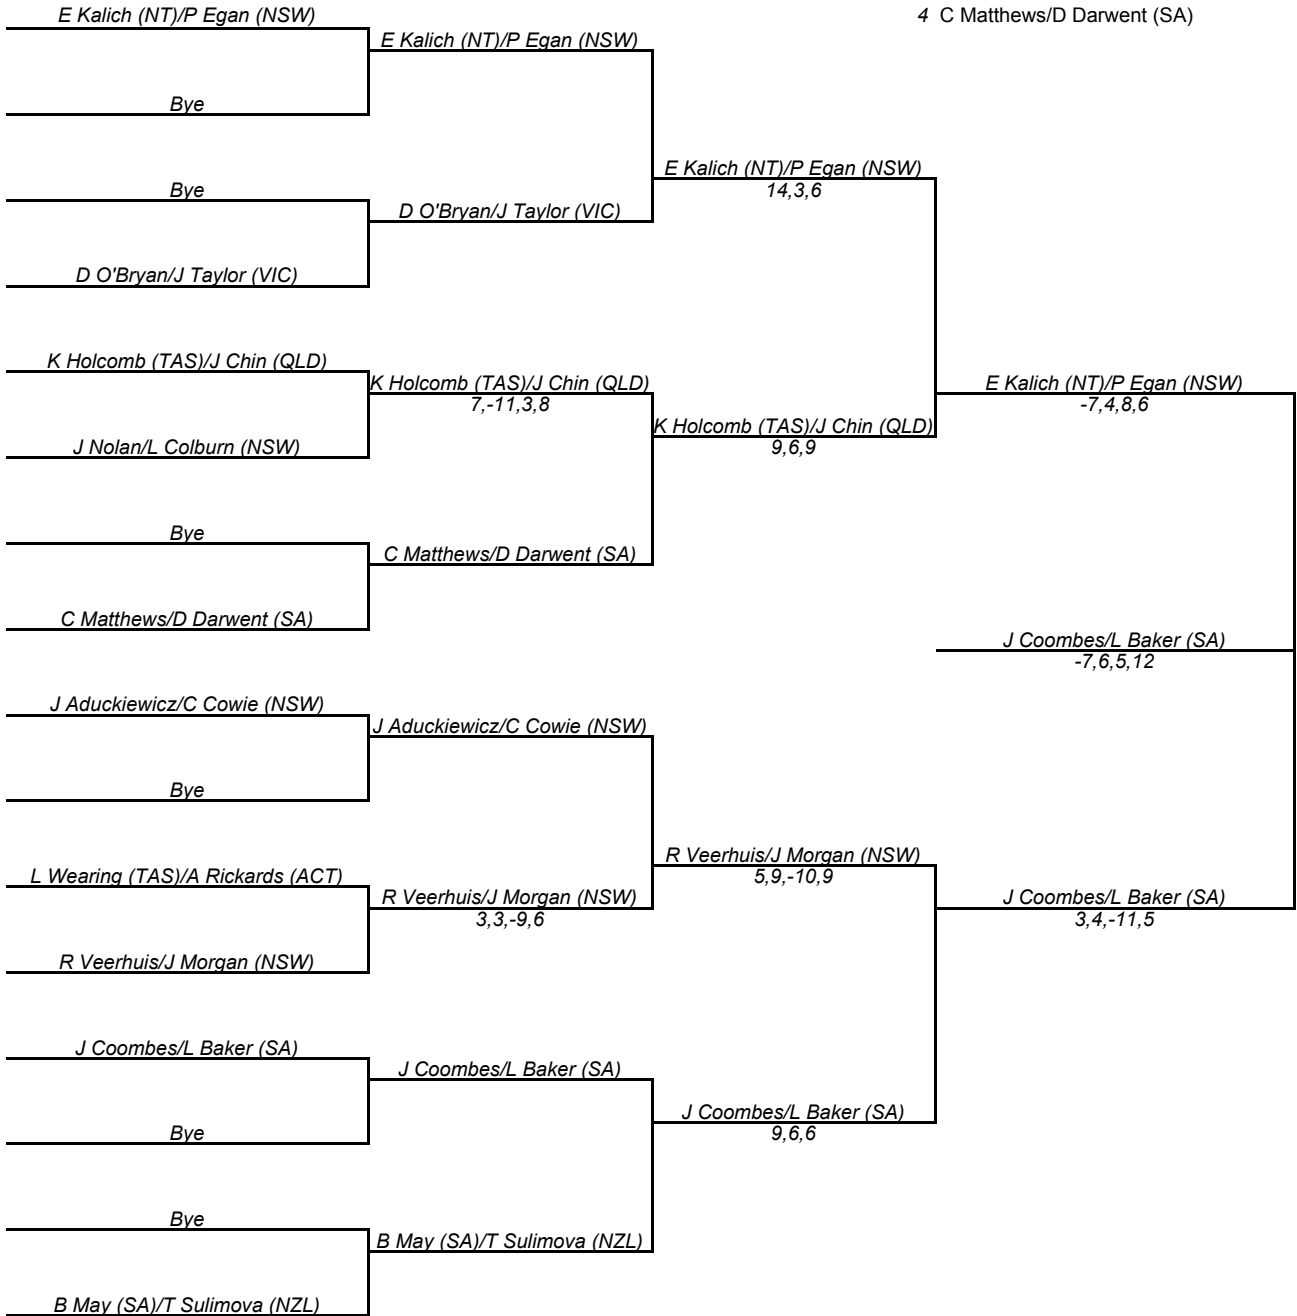 E Kalich (NT)/P Egan (NSW)
4 C Matthews/D Darwent (SA)
E Kalich (NT)/P Egan (NSW)
Bye
E Kalich (NT)/P Egan (NSW)
14,3,6
Bye
D O'Bryan/J Taylor (VIC)
D O'Bryan/J Taylor (VIC)
K Holcomb (TAS)/J Chin (QLD)
K Holcomb (TAS)/J Chin (QLD)
7,-11,3,8
E Kalich (NT)/P Egan (NSW)
-7,4,8,6
K Holcomb (TAS)/J Chin (QLD)
9,6,9
J Nolan/L Colburn (NSW)
Bye
C Matthews/D Darwent (SA)
C Matthews/D Darwent (SA)
J Coombes/L Baker (SA)
-7,6,5,12
J Aduckiewicz/C Cowie (NSW)
J Aduckiewicz/C Cowie (NSW)
Bye
R Veerhuis/J Morgan (NSW)
5,9,-10,9
L Wearing (TAS)/A Rickards (ACT)
R Veerhuis/J Morgan (NSW)
3,3,-9,6
J Coombes/L Baker (SA)
3,4,-11,5
R Veerhuis/J Morgan (NSW)
J Coombes/L Baker (SA)
J Coombes/L Baker (SA)
J Coombes/L Baker (SA)
9,6,6
Bye
Bye
B May (SA)/T Sulimova (NZL)
B May (SA)/T Sulimova (NZL)